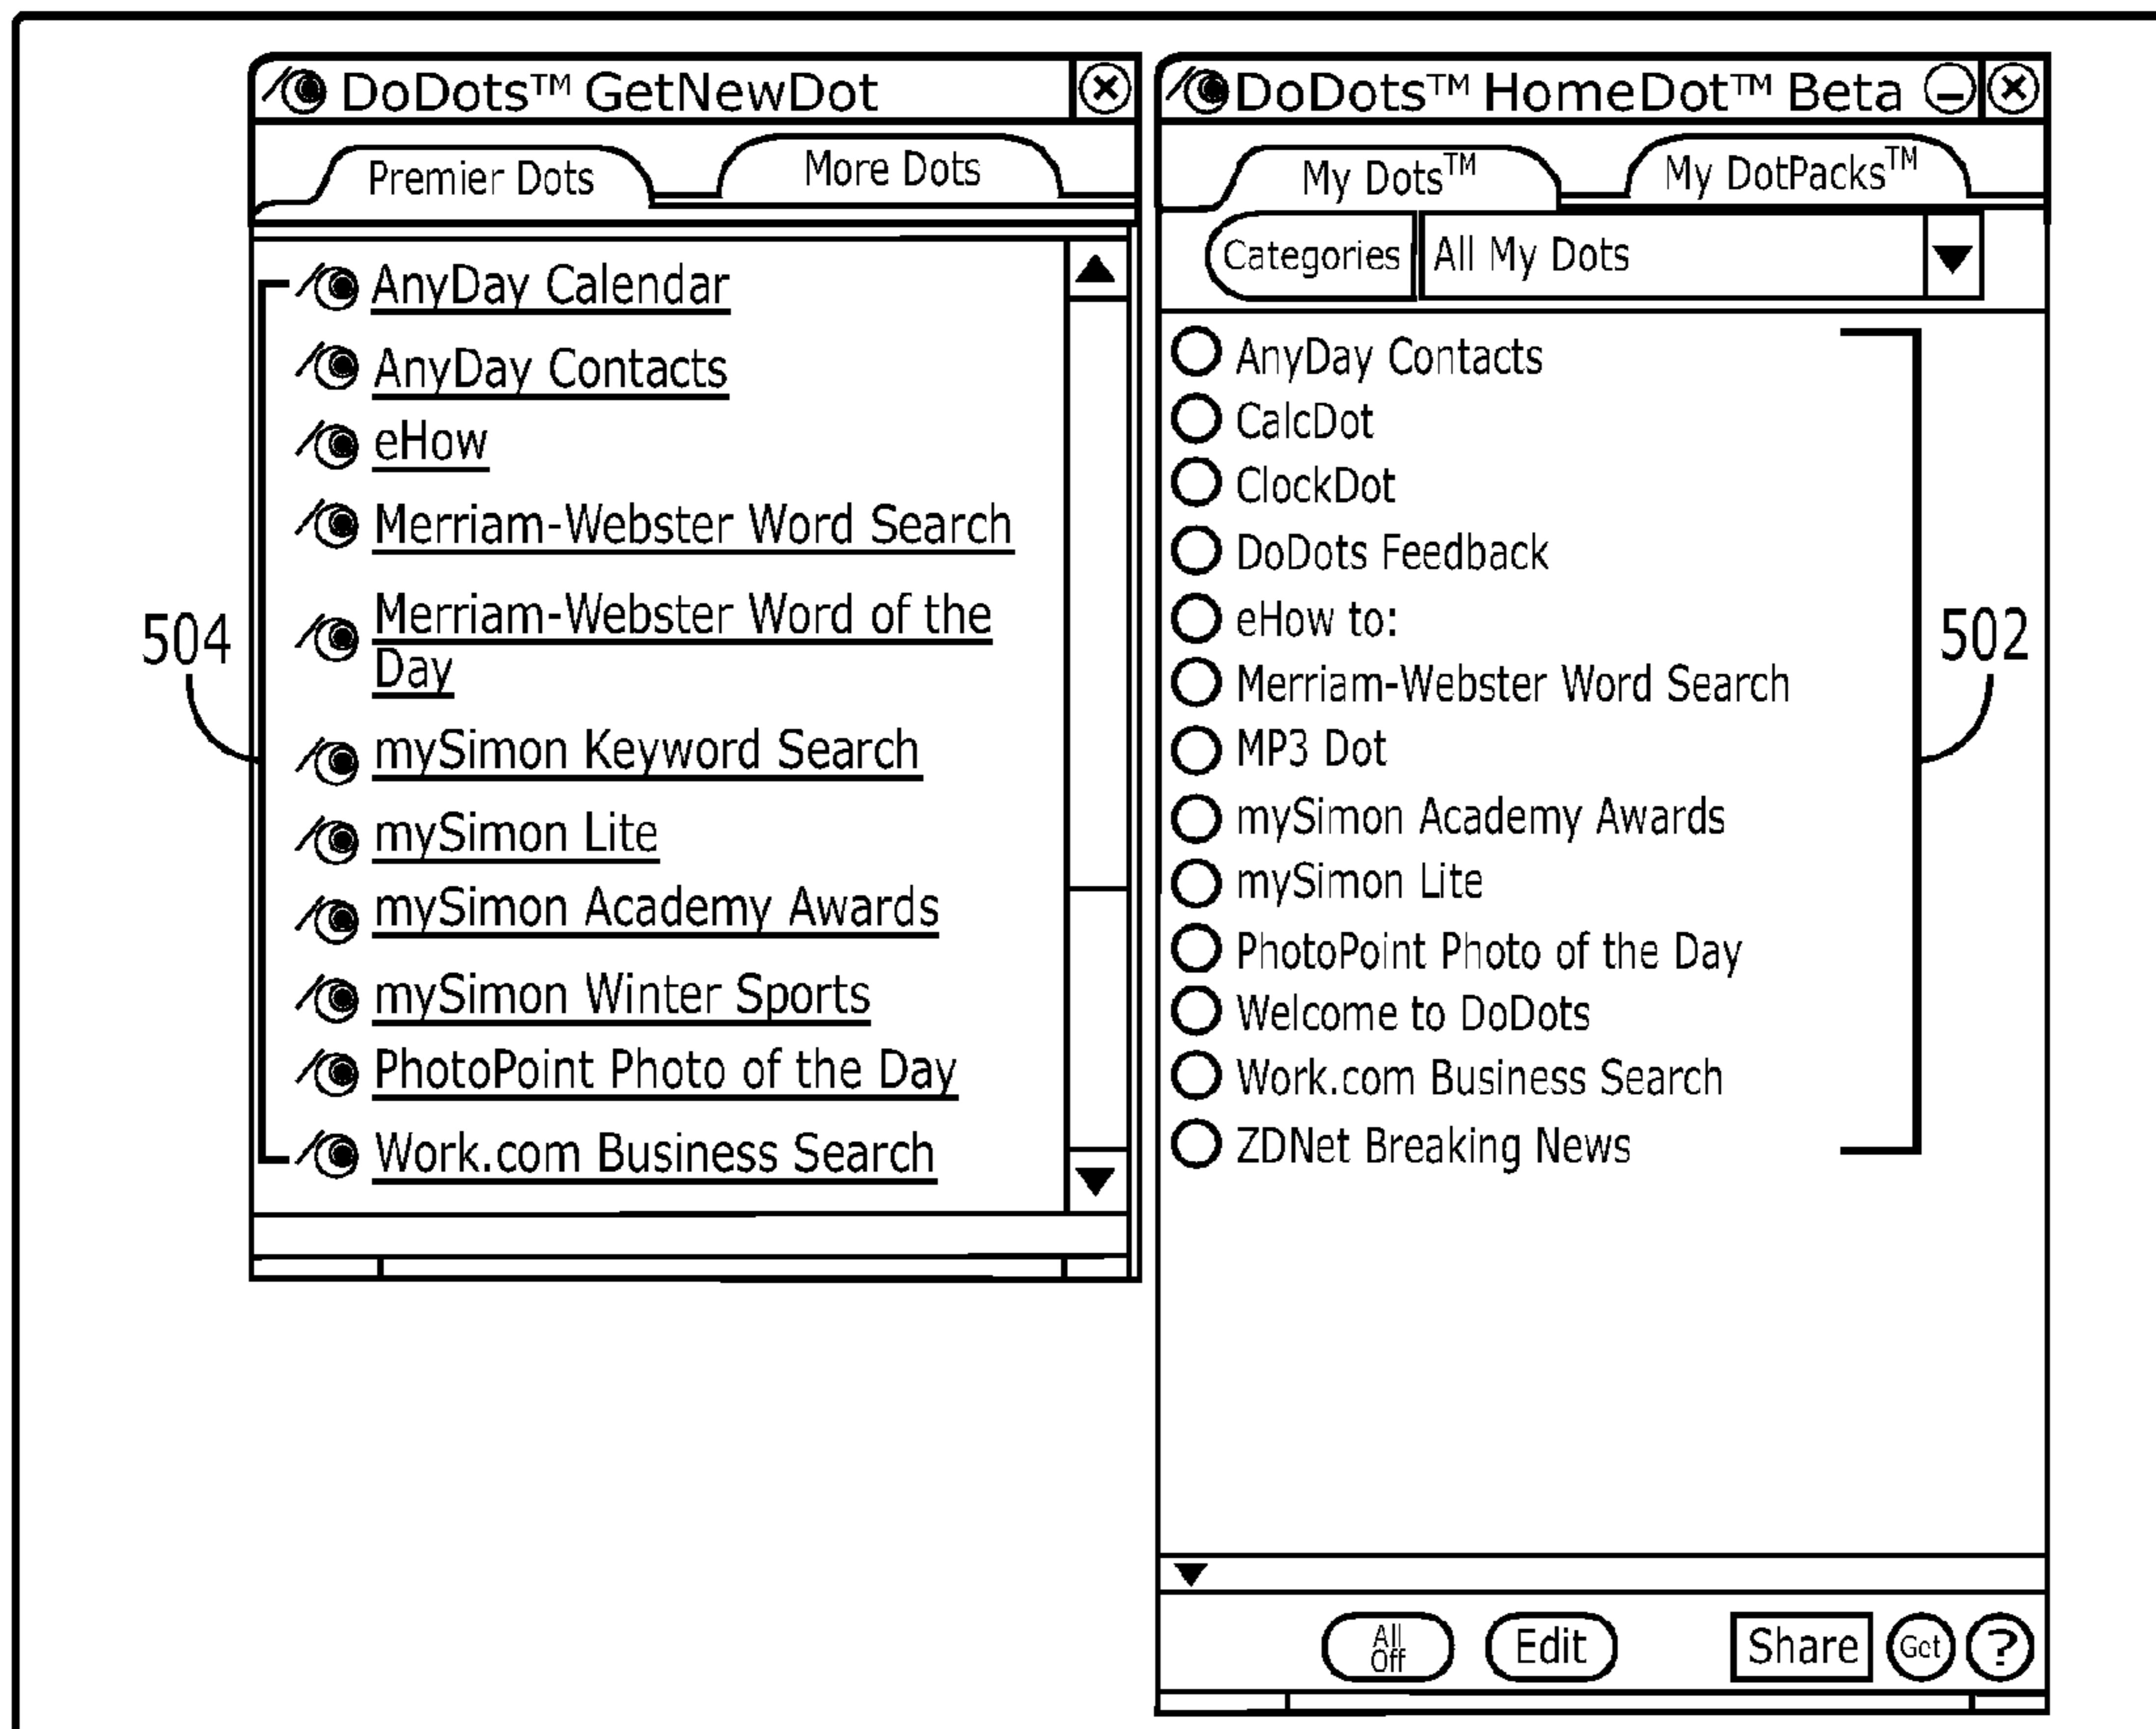 DoDots™ GetNewDot
Premier Dots
More Dots
AnyDay Calendar
AnyDay Contacts
eHow
Merriam-Webster Word Search
Merriam-Webster Word of the
Day
mySimon Keyword Search
mySimon Lite
mySimon Academy Awards
mySimon Winter Sports
PhotoPoint Photo of the Day
Work.com Business Search
504
DoDots™ HomeDot™ Beta
My Dots™
My DotPacks™
Categories
All My Dots
AnyDay Contacts
CalcDot
ClockDot
DoDots Feedback
eHow to:
Merriam-Webster Word Search
MP3 Dot
mySimon Academy Awards
mySimon Lite
PhotoPoint Photo of the Day
Welcome to DoDots
Work.com Business Search
ZDNet Breaking News
502
All
Off
Edit
Share
Get
?